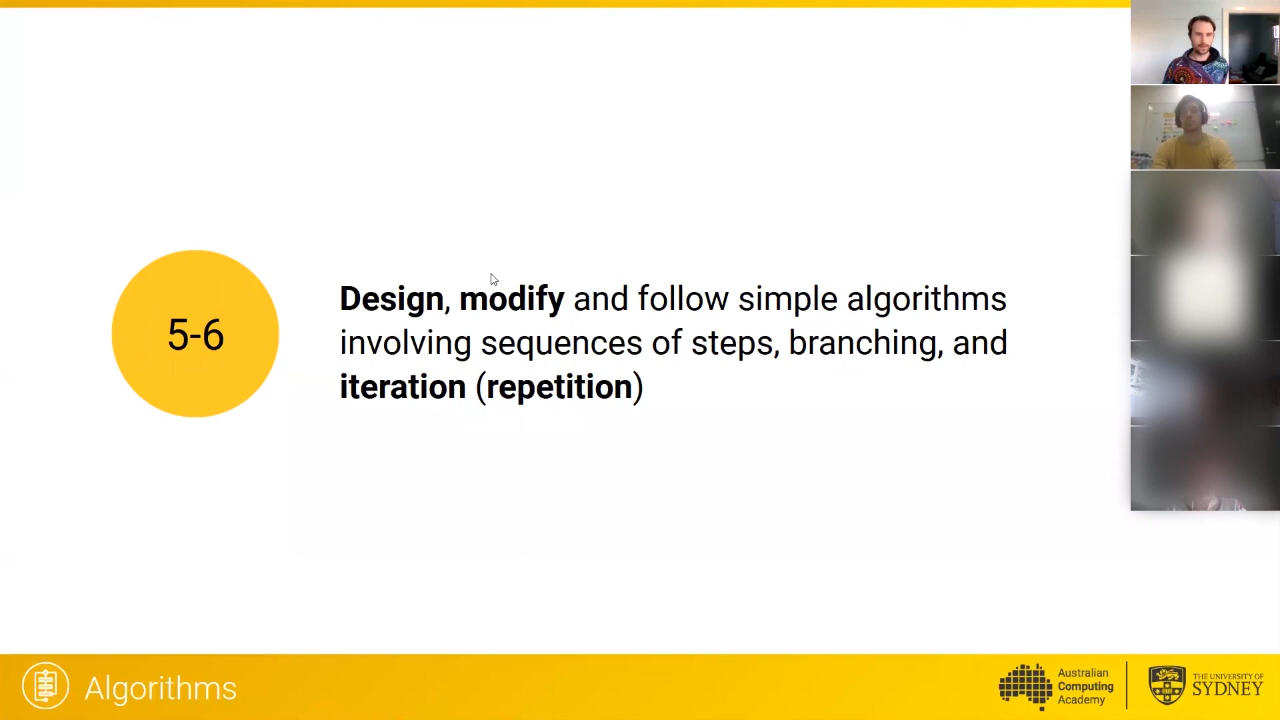 5-6
Design, modify and follow simple algorithms
involving sequences of steps, branching, and
iteration (repetition)
Algorithms
Australian
Computing
Academy
THE UNIVERSITY OF
SYDNEY